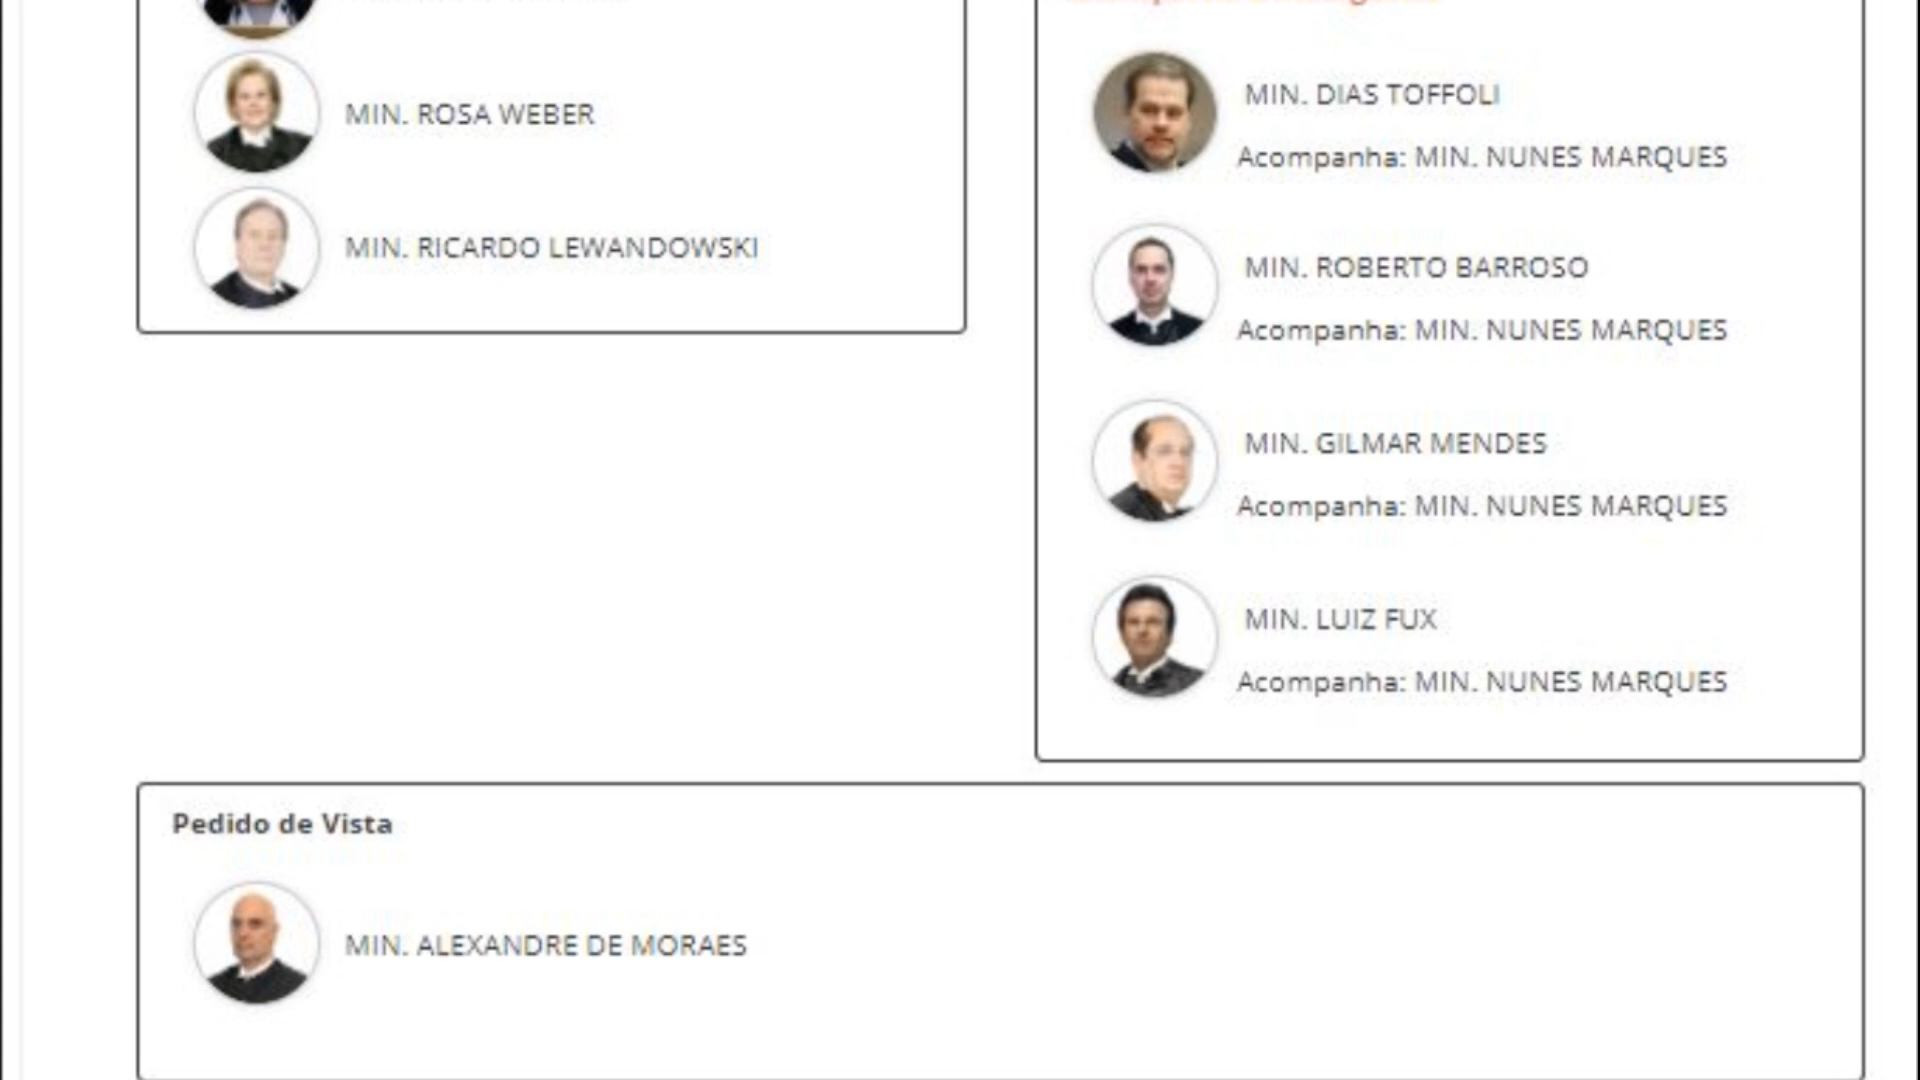 MIN. ROSA WEBER
MIN. RICARDO LEWANDOWSKI
MIN. DIAS TOFFOLI
Acompanha: MIN. NUNES MARQUES
MIN. ROBERTO BARROSO
Acompanha: MIN. NUNES MARQUES
MIN. GILMAR MENDES
Acompanha: MIN. NUNES MARQUES
MIN. LUIZ FUX
Acompanha: MIN. NUNES MARQUES
Pedido de Vista
MIN. ALEXANDRE DE MORAES